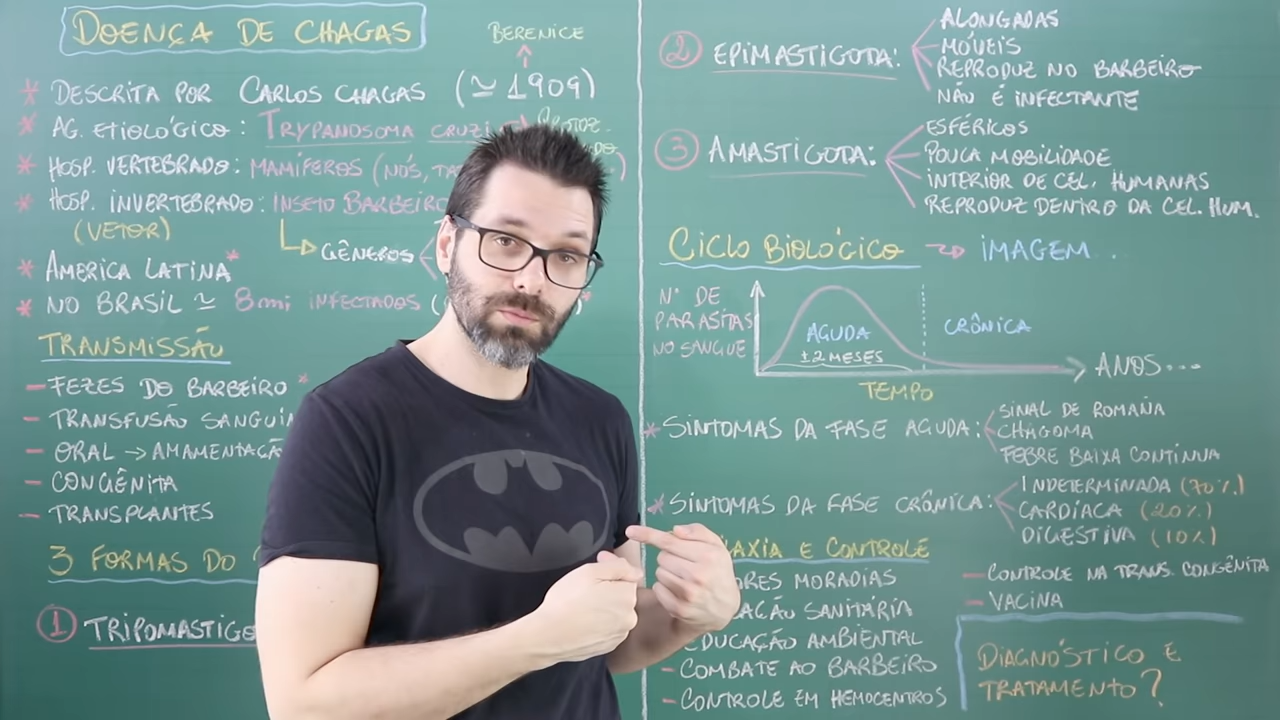 DOENÇA DE CHAGAS
BERENICE
* DESCRITA POR CARLOS CHAGAS (≃ 1909)
* AG. ETIOLÓGICO: TRYPANOSOMA CRUZI
* HOSP. VERTEBRADO: MAMÍFEROS (NÓS,
* HOSP. INVERTEBRADO: INSETO BARBEIRO
(VETOR)
GÊNEROS
* AMÉRICA LATINA*
* NO BRASIL ≃ 8mi INFECTADOS (
TRANSMISSÃO
- FEZES DO BARBEIRO *
- TRANSFUSÃO
- ORAL → AMAMENTAÇÃO
- CONGÊNITA
- TRANSPLANTES
3 FORMAS DO
① TRIPOMASTIGO
② EPIMASTIGOTA:
ALONGADAS
MÓVEIS
REPRODUZ NO BARBEIRO
NÃO É INFECTANTE
③ AMASTIGOTA:
ESFÉRICOS
POUCA MOBILIDADE
INTERIOR DE CEL. HUMANAS
REPRODUZ DENTRO DA CEL. HUM.
CICLO BIOLÓGICO → IMAGEM...
Nº DE
PARASITAS
NO SANGUE
AGUDA
±2 MESES
CRÔNICA
ANOS...
TEMPO
* SINTOMAS DA FASE AGUDA:
SINAL DE ROMAÑA
CHAGOMA
FEBRE BAIXA CONTÍNUA
* SINTOMAS DA FASE CRÔNICA:
INDETERMINADA (70%)
CARDÍACA (20%)
DIGESTIVA (10%)
AXIA E CONTROLE
ORES MORADIAS
AÇÃO SANITÁRIA
EDUCAÇÃO AMBIENTAL
- COMBATE AO BARBEIRO
- CONTROLE EM HEMOCENTROS
- CONTROLE NA TRANS. CONGÊNITA
- VACINA
DIAGNÓSTICO E
TRATAMENTO?